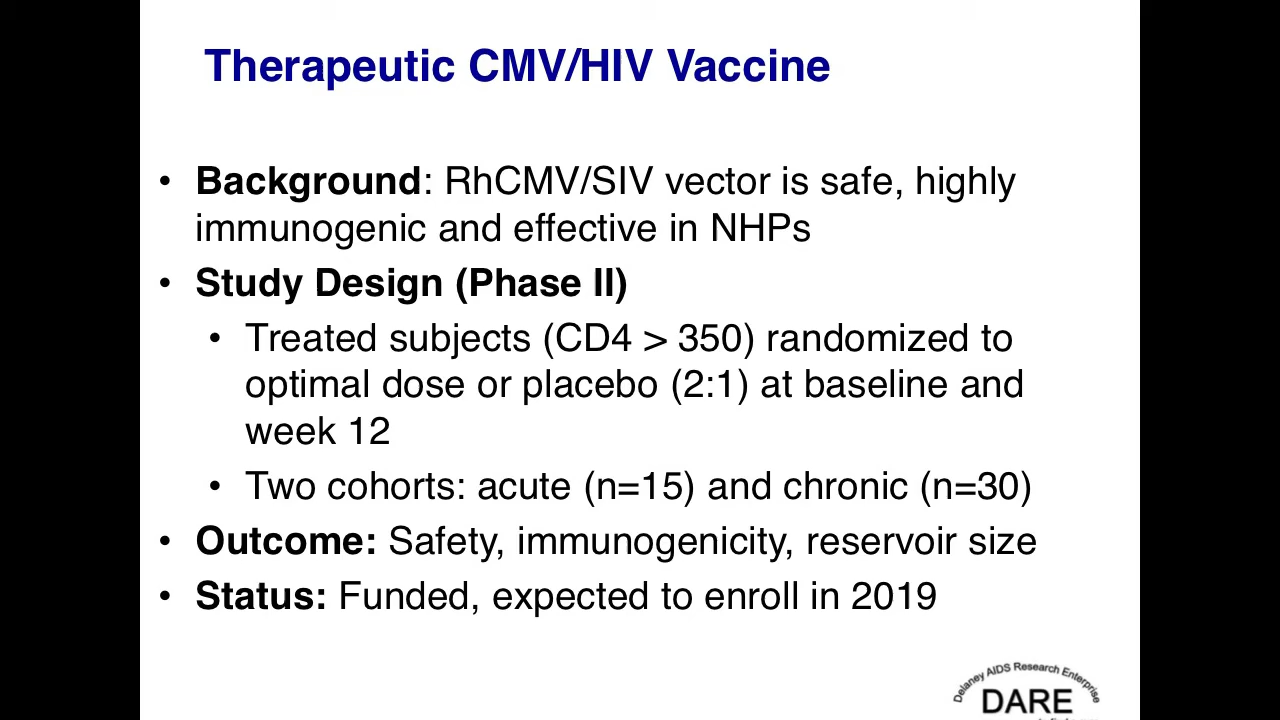 Therapeutic CMV/HIV Vaccine
• Background: RhCMV/SIV vector is safe, highly
immunogenic and effective in NHPs
• Study Design (Phase II)
• Treated subjects (CD4 > 350) randomized to
optimal dose or placebo (2:1) at baseline and
week 12
• Two cohorts: acute (n=15) and chronic (n=30)
• Outcome: Safety, immunogenicity, reservoir size
• Status: Funded, expected to enroll in 2019
Delaney AIDS Research Enterprise
DARE